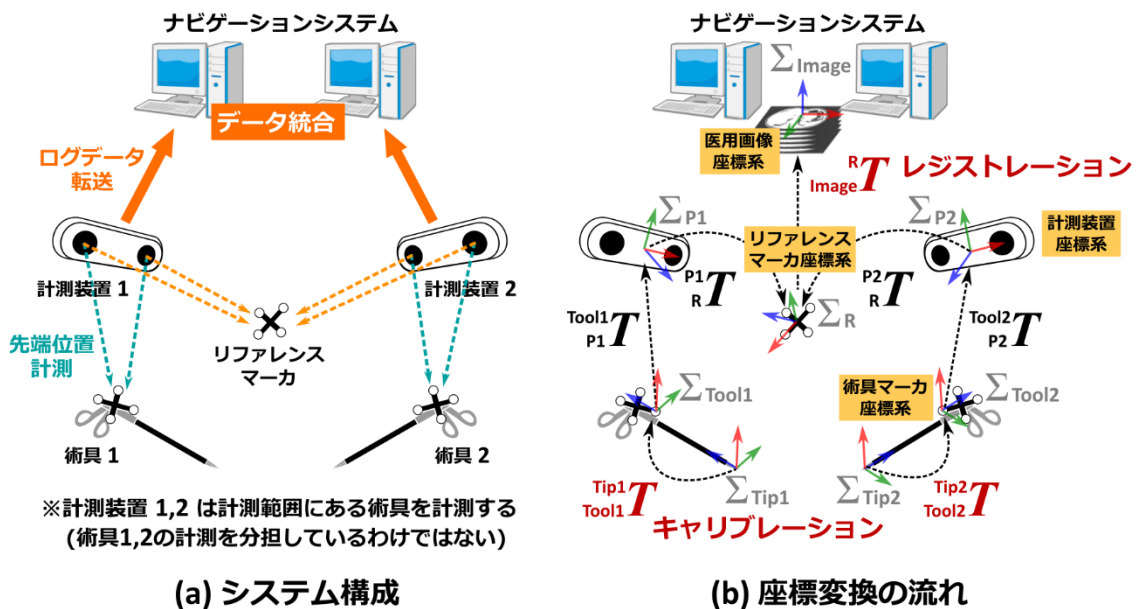 ナビゲーションシステム
データ統合
ログデータ
転送
計測装置 1
計測装置 2
リファレンス
マーカ
先端位置
計測
術具 1
術具 2
※計測装置 1,2 は計測範囲にある術具を計測する
(術具1,2の計測を分担しているわけではない)
(a) システム構成
ナビゲーションシステム
ΣImage
医用画像
座標系
R
Image T レジストレーション
ΣP1
ΣP2
計測装置
座標系
リファレンス
マーカ座標系
P1
R T
P2
R T
ΣR
Tool1
P1 T
Tool2
P2 T
ΣTool1
術具マーカ
座標系
ΣTool2
ΣTip1
ΣTip2
Tip1
Tool1 T
Tip2
Tool2 T
キャリブレーション
(b) 座標変換の流れ